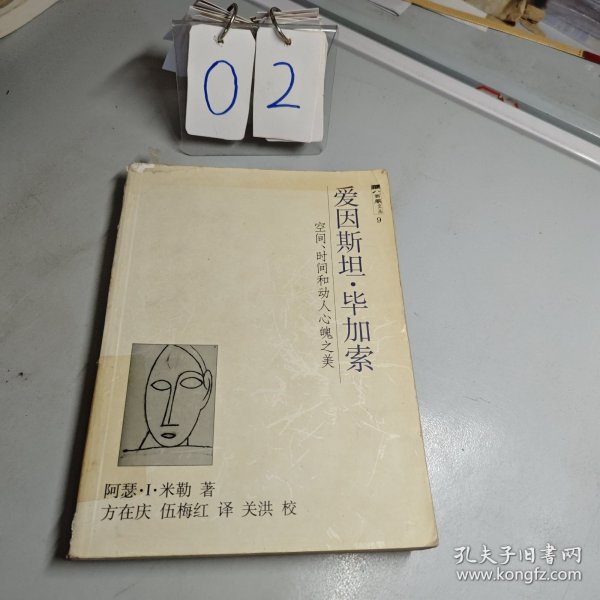 02
爱因斯坦·毕加索
空间、时间和动人心魄之美
9
阿瑟·I·米勒 著
方在庆 伍梅红 译 关洪 校
孔夫子旧书网
www.kongfz.com